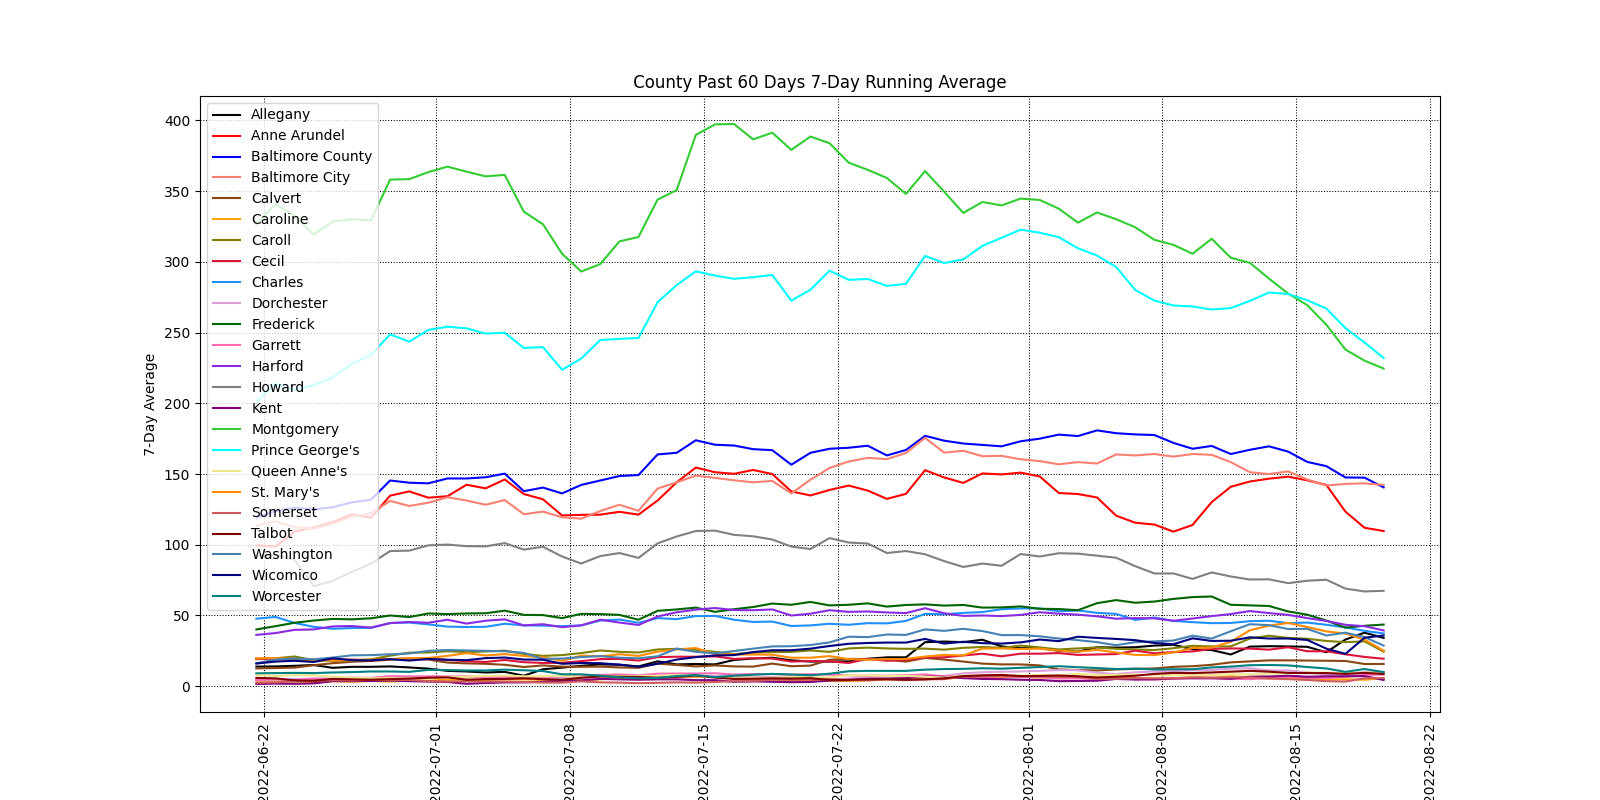 County Past 60 Days 7-Day Running Average
7-Day Average
400
350
300
250
200
150
100
50
0
Allegany
Anne Arundel
Baltimore County
Baltimore City
Calvert
Caroline
Caroll
Cecil
Charles
Dorchester
Frederick
Garrett
Harford
Howard
Kent
Montgomery
Prince George's
Queen Anne's
St. Mary's
Somerset
Talbot
Washington
Wicomico
Worcester
2022-06-22
2022-07-01
2022-07-08
2022-07-15
2022-07-22
2022-08-01
2022-08-08
2022-08-15
2022-08-22